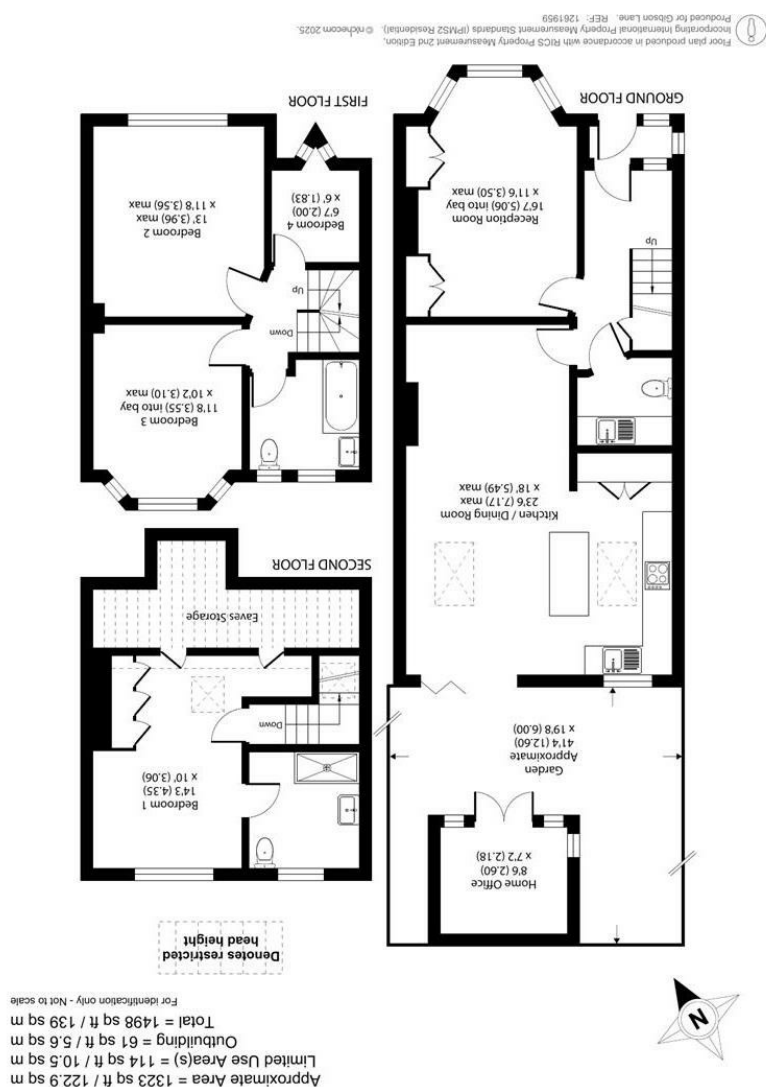 Approximate Area = 1323 sq ft / 122.9 sq m
Limited Use Area(s) = 114 sq ft / 10.5 sq m
Outbuilding = 61 sq ft / 5.6 sq m
Total = 1498 sq ft / 139 sq m
For identification only - Not to scale
N
Denotes restricted
head height
Home Office
8'6 (2.60)
x 7'2 (2.18)
Garden
Approximate
41'4 (12.60)
x 19'8 (6.00)
Bedroom 1
14'3 (4.35)
x 10' (3.06)
Down
Eaves Storage
SECOND FLOOR
Kitchen / Dining Room
23'6 (7.17) max
x 18' (5.49) max
Bedroom 3
11'8 (3.55) into bay
x 10'2 (3.10) max
Down
Up
Bedroom 4
6'7 (2.00)
x 6' (1.83)
Bedroom 2
13' (3.96) max
x 11'8 (3.56) max
FIRST FLOOR
Up
Reception Room
16'7 (5.06) into bay
x 11'6 (3.50) max
GROUND FLOOR
Floor plan produced in accordance with RICS Property Measurement 2nd Edition,
Incorporating International Property Measurement Standards (IPMS2 Residential). © nichecom 2025.
Produced for Gibson Lane. REF: 1261959